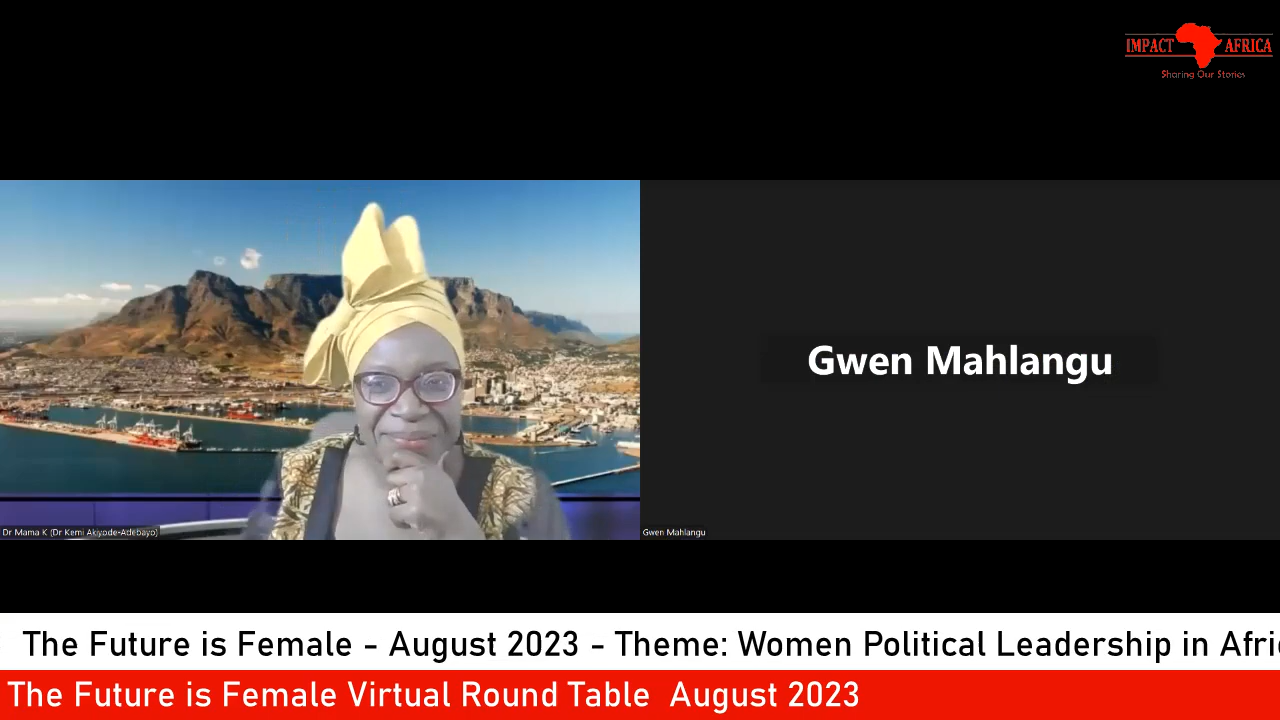 IMPACT AFRICA
Sharing Our Stories
Gwen Mahlangu
Dr Mama K (Dr Kemi Akiyode-Adebayo)
Gwen Mahlangu
The Future is Female - August 2023 - Theme: Women Political Leadership in Afri
The Future is Female Virtual Round Table August 2023